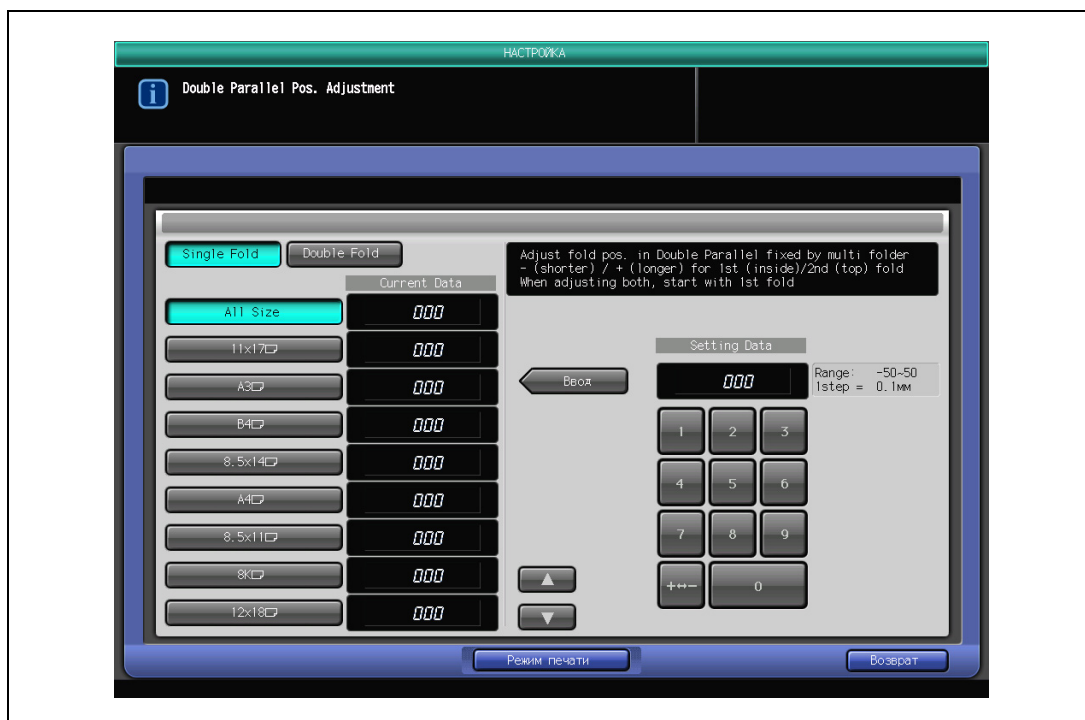 НАСТРОЙКА
Double Parallel Pos. Adjustment
Single Fold
Double Fold
Adjust fold pos. in Double Parallel fixed by multi folder
- (shorter) / + (longer) for 1st (inside)/2nd (top) fold
When adjusting both, start with 1st fold
Current Data
All Size 000
11x17 000
A3 000
B4 000
8.5x14 000
A4 000
8.5x11 000
8K 000
12x18 000
Setting Data
Ввод
000
Range: -50~50
1step = 0.1мм
1 2 3
4 5 6
7 8 9
+↔- 0
Режим печати
Возврат